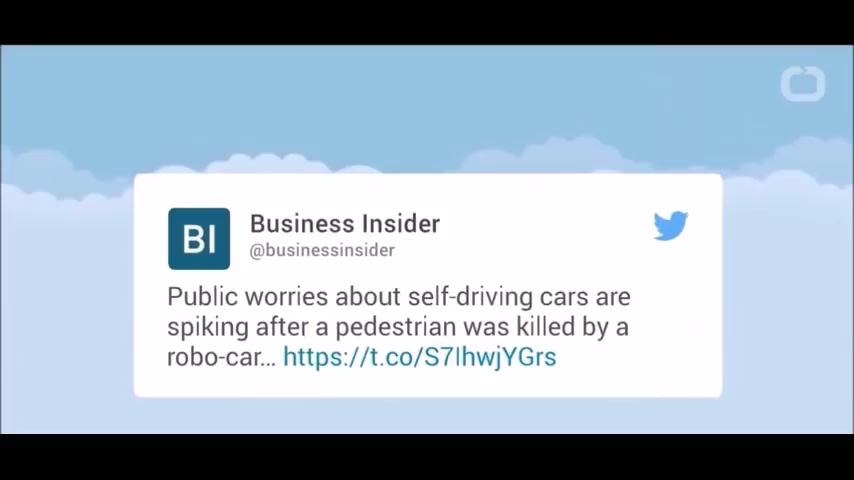 BI
Business Insider
@businessinsider
Public worries about self-driving cars are
spiking after a pedestrian was killed by a
robo-car... https://t.co/S7lhwjYGrs